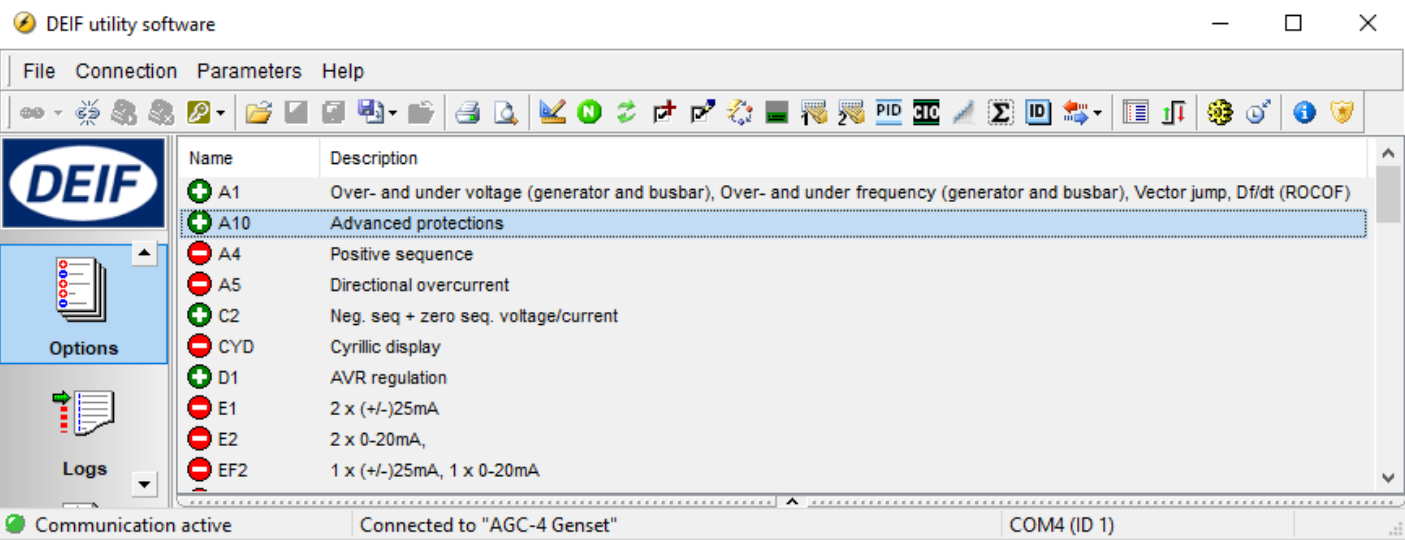 DEIF utility software
File Connection Parameters Help
N PID CIO Σ ID
DEIF
Name Description
A1 Over- and under voltage (generator and busbar), Over- and under frequency (generator and busbar), Vector jump, Df/dt (ROCOF)
A10 Advanced protections
A4 Positive sequence
A5 Directional overcurrent
C2 Neg. seq + zero seq. voltage/current
CYD Cyrillic display
D1 AVR regulation
E1 2 x (+/-)25mA
E2 2 x 0-20mA,
EF2 1 x (+/-)25mA, 1 x 0-20mA
Options
Logs
Communication active Connected to "AGC-4 Genset" COM4 (ID 1)